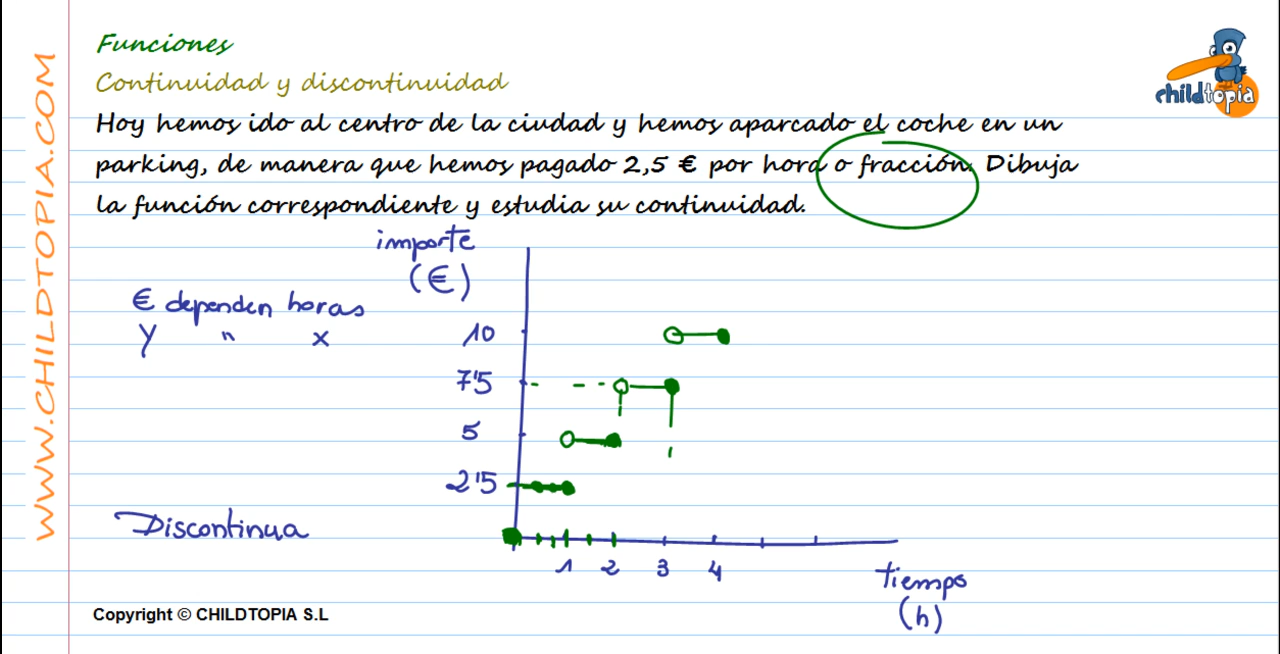 Funciones
Continuidad y discontinuidad
childtopia
Hoy hemos ido al centro de la ciudad y hemos aparcado el coche en un
parking, de manera que hemos pagado 2,5 € por hora o fracción. Dibuja
la función correspondiente y estudia su continuidad.
WWW.CHILDTOPIA.COM
importe
(€)
€ dependen horas
y " x
10
7'5
5
2'5
Discontinua
1 2 3 4
tiempo
(h)
Copyright © CHILDTOPIA S.L